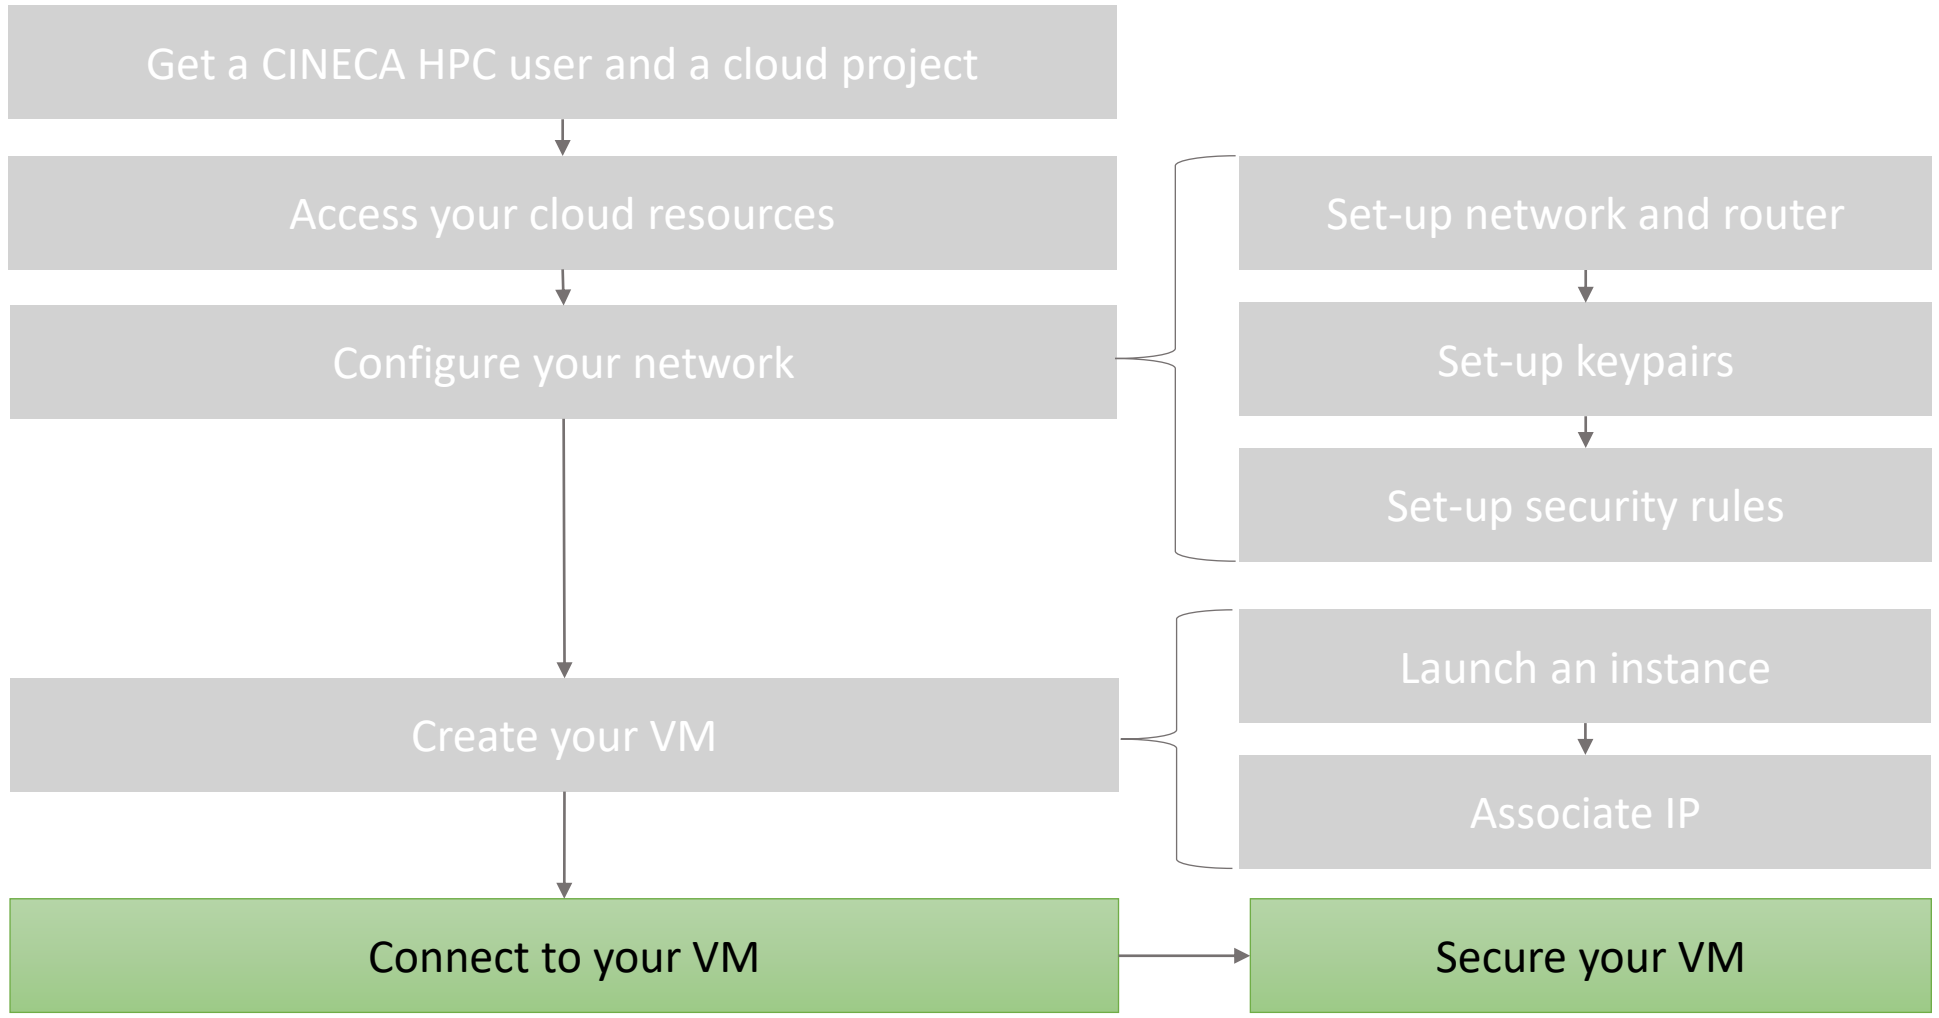 Get a CINECA HPC user and a cloud project
Access your cloud resources
Configure your network
Set-up network and router
Set-up keypairs
Set-up security rules
Create your VM
Launch an instance
Associate IP
Connect to your VM
Secure your VM